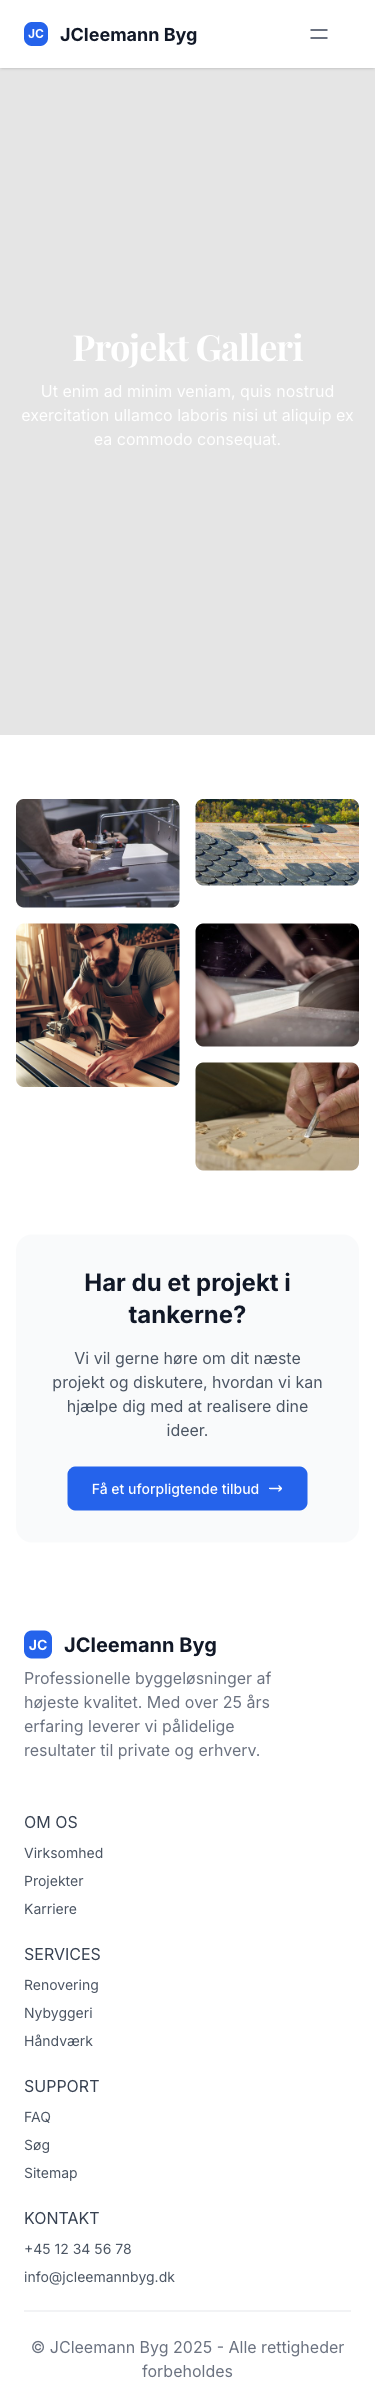 JC JCleemann Byg
Projekt Galleri
Ut enim ad minim veniam, quis nostrud
exercitation ullamco laboris nisi ut aliquip ex
ea commodo consequat.
Har du et projekt i
tankerne?
Vi vil gerne høre om dit næste
projekt og diskutere, hvordan vi kan
hjælpe dig med at realisere dine
ideer.
Få et uforpligtende tilbud →
JC JCleemann Byg
Professionelle byggeløsninger af
højeste kvalitet. Med over 25 års
erfaring leverer vi pålidelige
resultater til private og erhverv.
OM OS
Virksomhed
Projekter
Karriere
SERVICES
Renovering
Nybyggeri
Håndværk
SUPPORT
FAQ
Søg
Sitemap
KONTAKT
+45 12 34 56 78
info@jcleemannbyg.dk
© JCleemann Byg 2025 - Alle rettigheder
forbeholdes